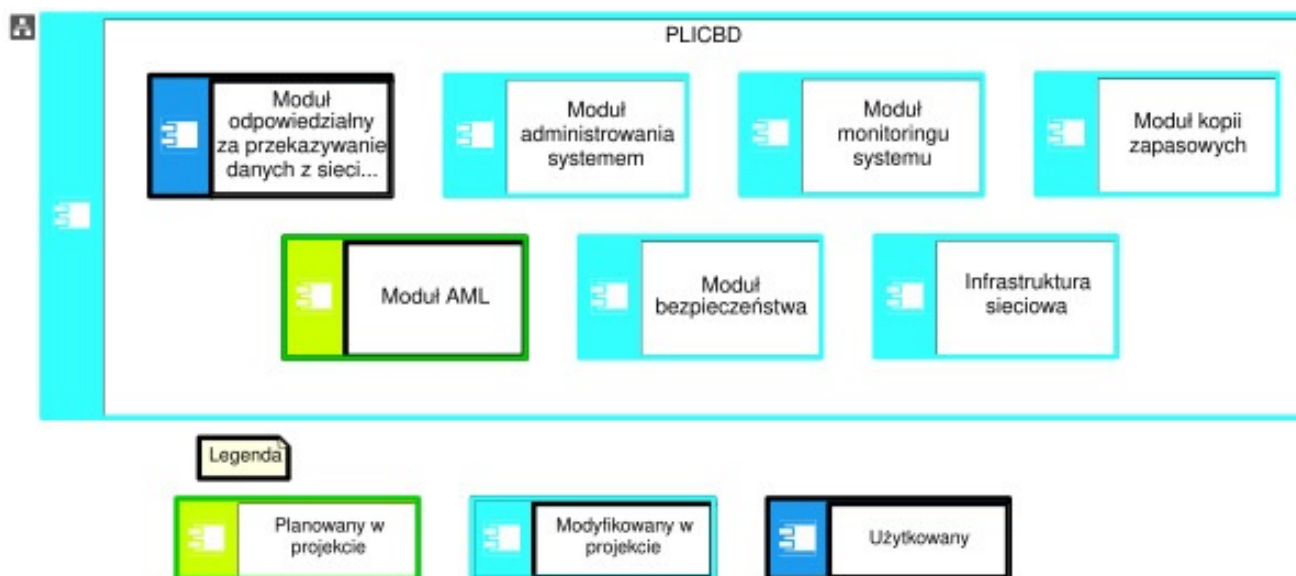 PLICBD
Moduł
odpowiedzialny
za przekazywanie
danych z sieci...
Moduł
administrowania
systemem
Moduł
monitoringu
systemu
Moduł kopii
zapasowych
Moduł AML
Moduł
bezpieczeństwa
Infrastruktura
sieciowa
Legenda
Planowany w
projekcie
Modyfikowany w
projekcie
Użytkowany